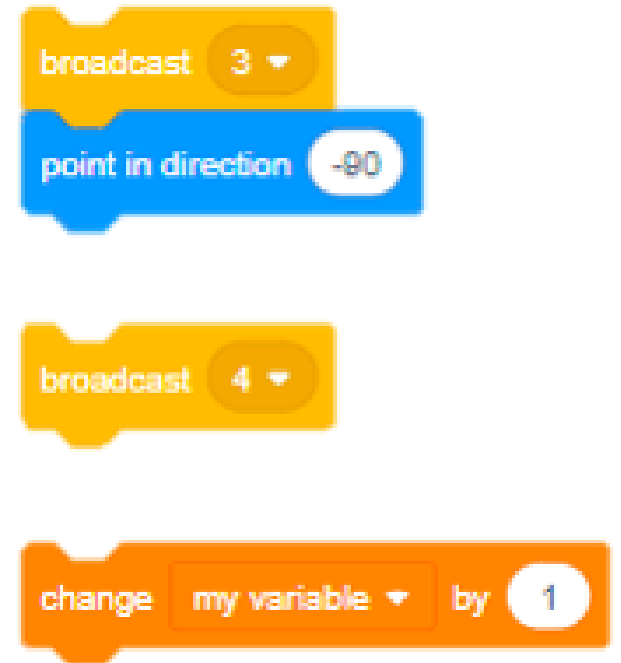 broadcast 3
point in direction -90
broadcast 4
change my variable by 1